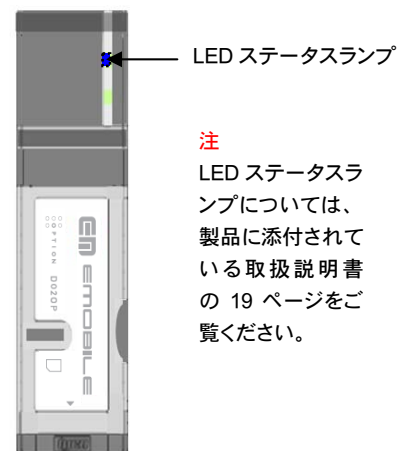 LED ステータスランプ
注
LED ステータスラ
ンプについては、
製品に添付されて
いる取扱説明書
の 19 ページをご
覧ください。
OPTION D02OP
EMOBILE